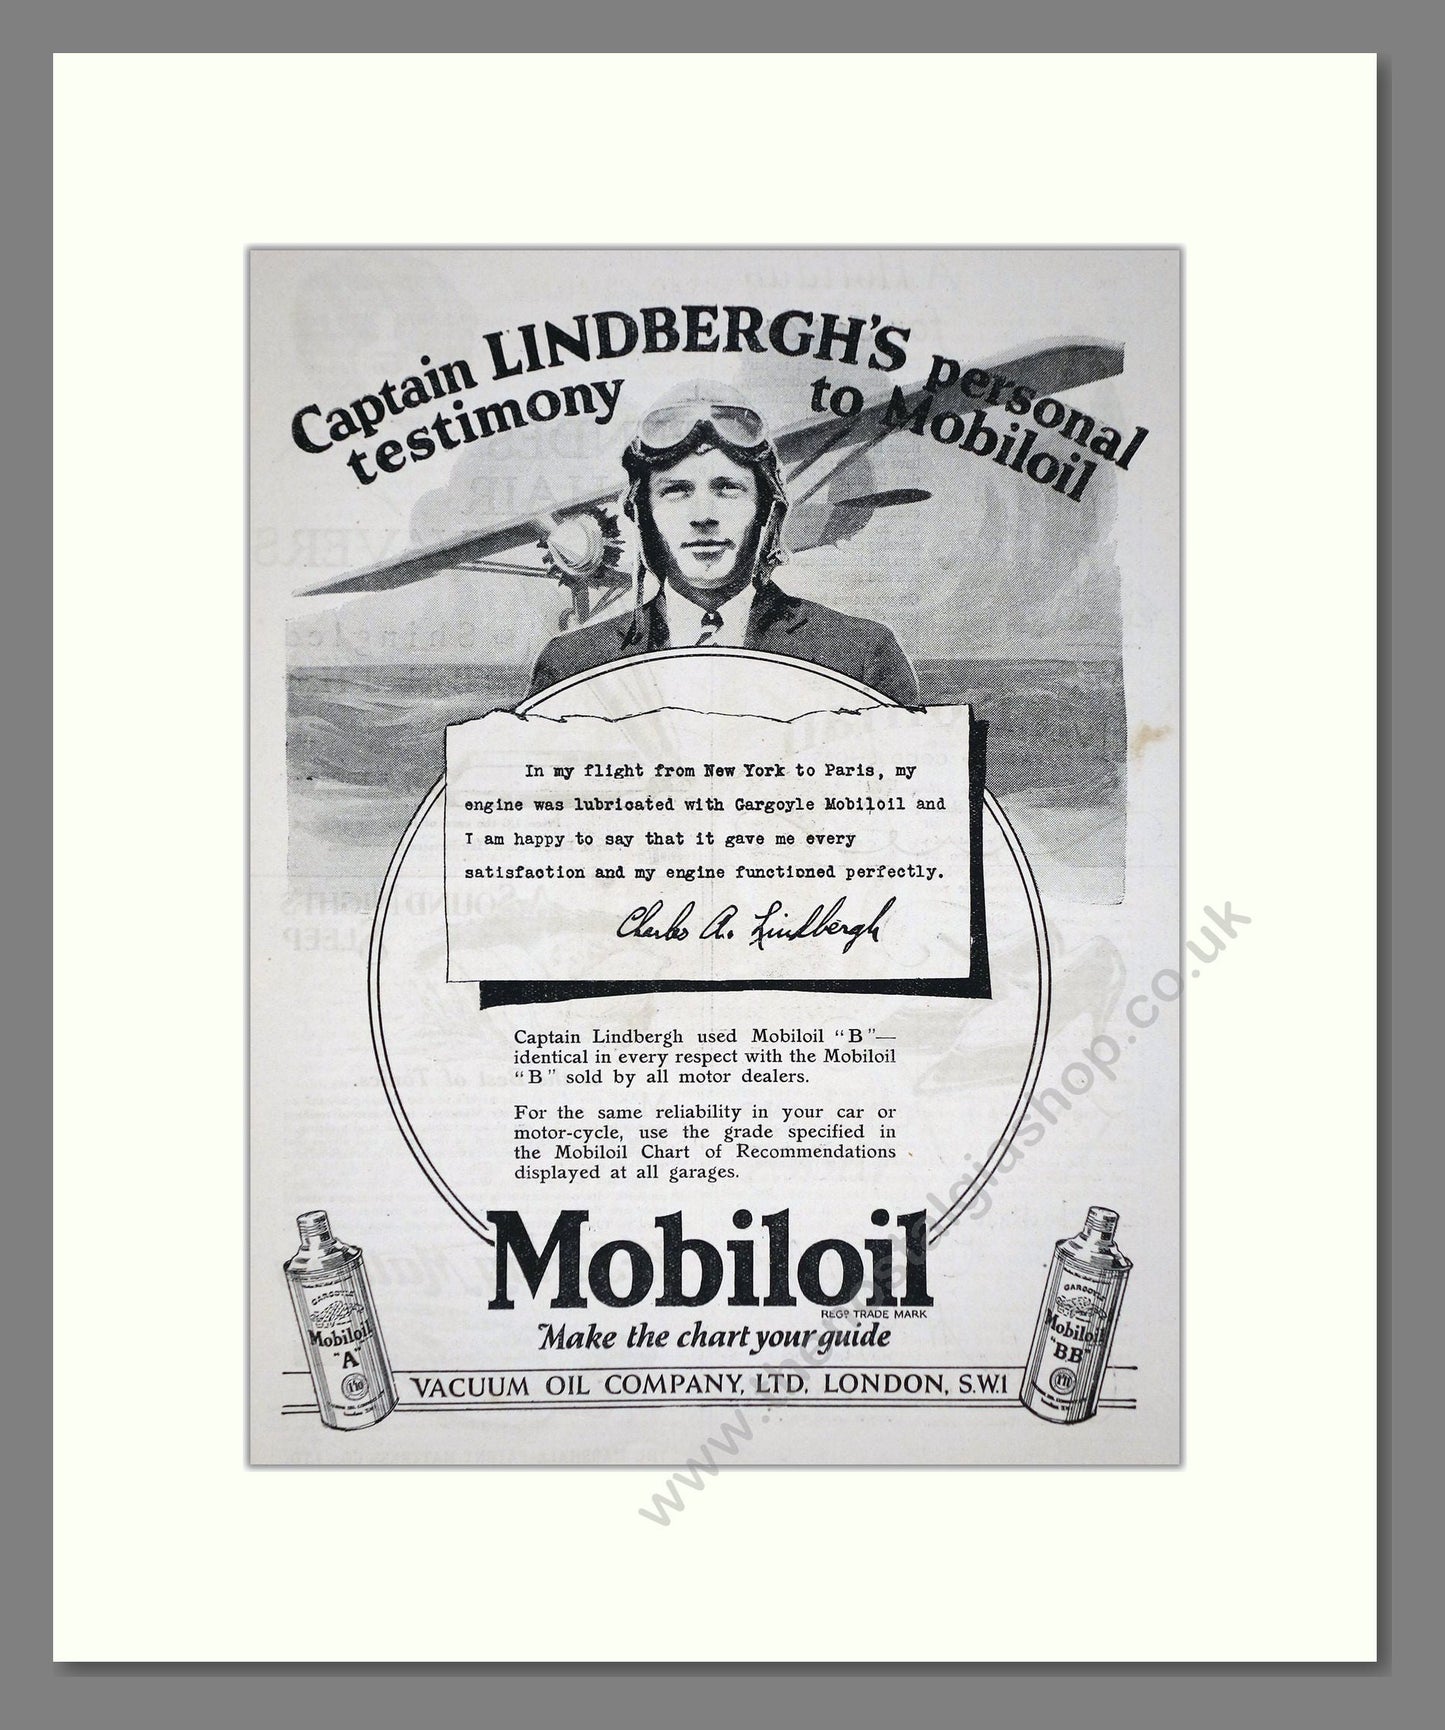 Captain LINDBERGH'S personal
testimony to Mobiloil
In my flight from New York to Paris, my
engine was lubricated with Gargoyle Mobiloil and
I am happy to say that it gave me every
satisfaction and my engine functioned perfectly.
Charles A. Lindbergh
Captain Lindbergh used Mobiloil "B"—
identical in every respect with the Mobiloil
"B" sold by all motor dealers.
For the same reliability in your car or
motor-cycle, use the grade specified in
the Mobiloil Chart of Recommendations
displayed at all garages.
Mobiloil
REGD TRADE MARK
Make the chart your guide
GARGOYLE
Mobiloil
"A"
GARGOYLE
Mobiloil
"BB"
VACUUM OIL COMPANY, LTD, LONDON, S.W.1
www.thenostalgiashop.co.uk